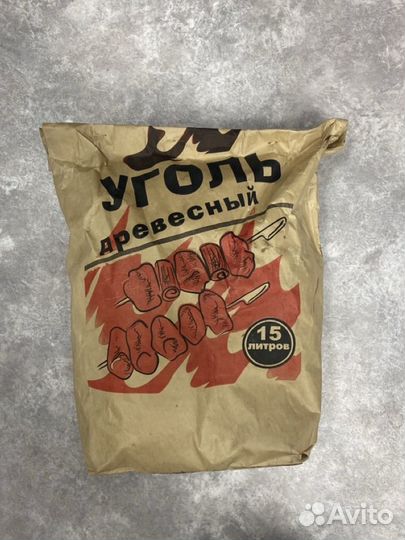 УГОЛЬ
древесный
15
литров
Avito